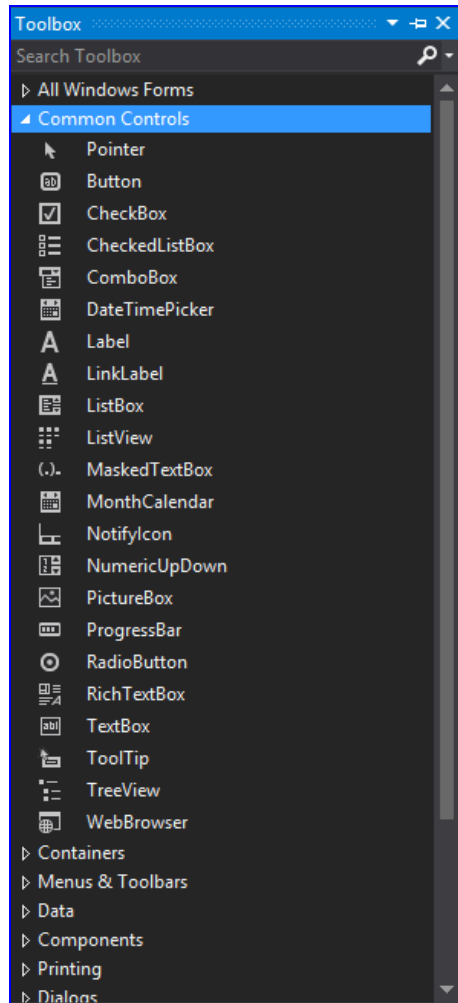 Toolbox
Search Toolbox
All Windows Forms
Common Controls
Pointer
Button
CheckBox
CheckedListBox
ComboBox
DateTimePicker
Label
LinkLabel
ListBox
ListView
MaskedTextBox
MonthCalendar
NotifyIcon
NumericUpDown
PictureBox
ProgressBar
RadioButton
RichTextBox
TextBox
ToolTip
TreeView
WebBrowser
Containers
Menus & Toolbars
Data
Components
Printing
Dialogs